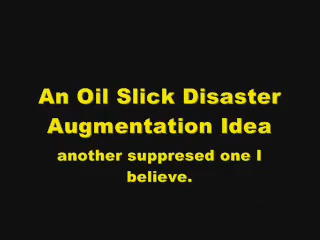 An Oil Slick Disaster
Augmentation Idea
another suppresed one I
believe.